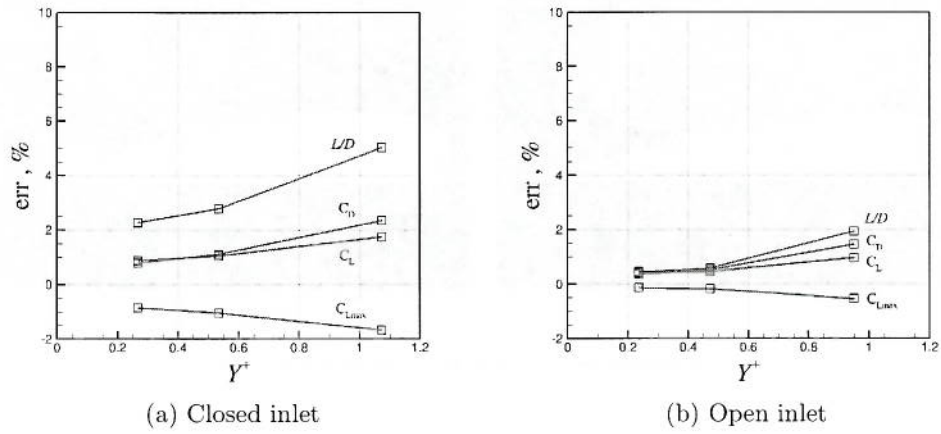 10
8
6
4
2
0
-2
err , %
L/D
C_D
C_L
C_Lmax
0
0.2
0.4
0.6
0.8
1
1.2
Y⁺
(a) Closed inlet
10
8
6
4
2
0
-2
err , %
L/D
C_D
C_L
C_Lmax
0
0.2
0.4
0.6
0.8
1
1.2
Y⁺
(b) Open inlet